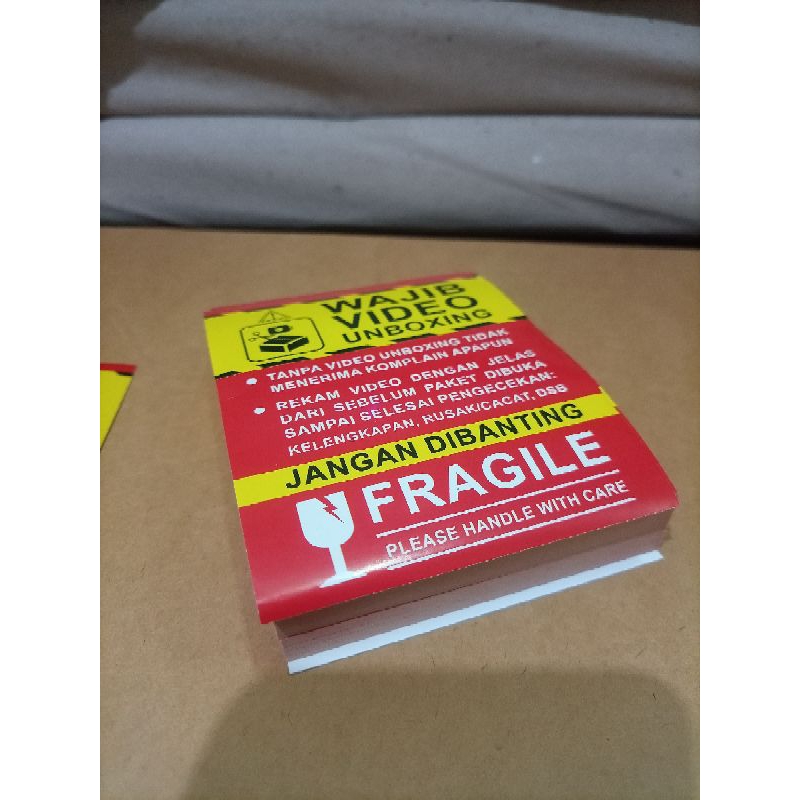 WAJIB
VIDEO
UNBOXING
TANPA VIDEO UNBOXING TIDAK
MENERIMA KOMPLAIN APAPUN
REKAM VIDEO DENGAN JELAS
DARI SEBELUM PAKET DIBUKA
SAMPAI SELESAI PENGECEKAN:
KELENGKAPAN, RUSAK/CACAT, DSB
JANGAN DIBANTING
FRAGILE
PLEASE HANDLE WITH CARE